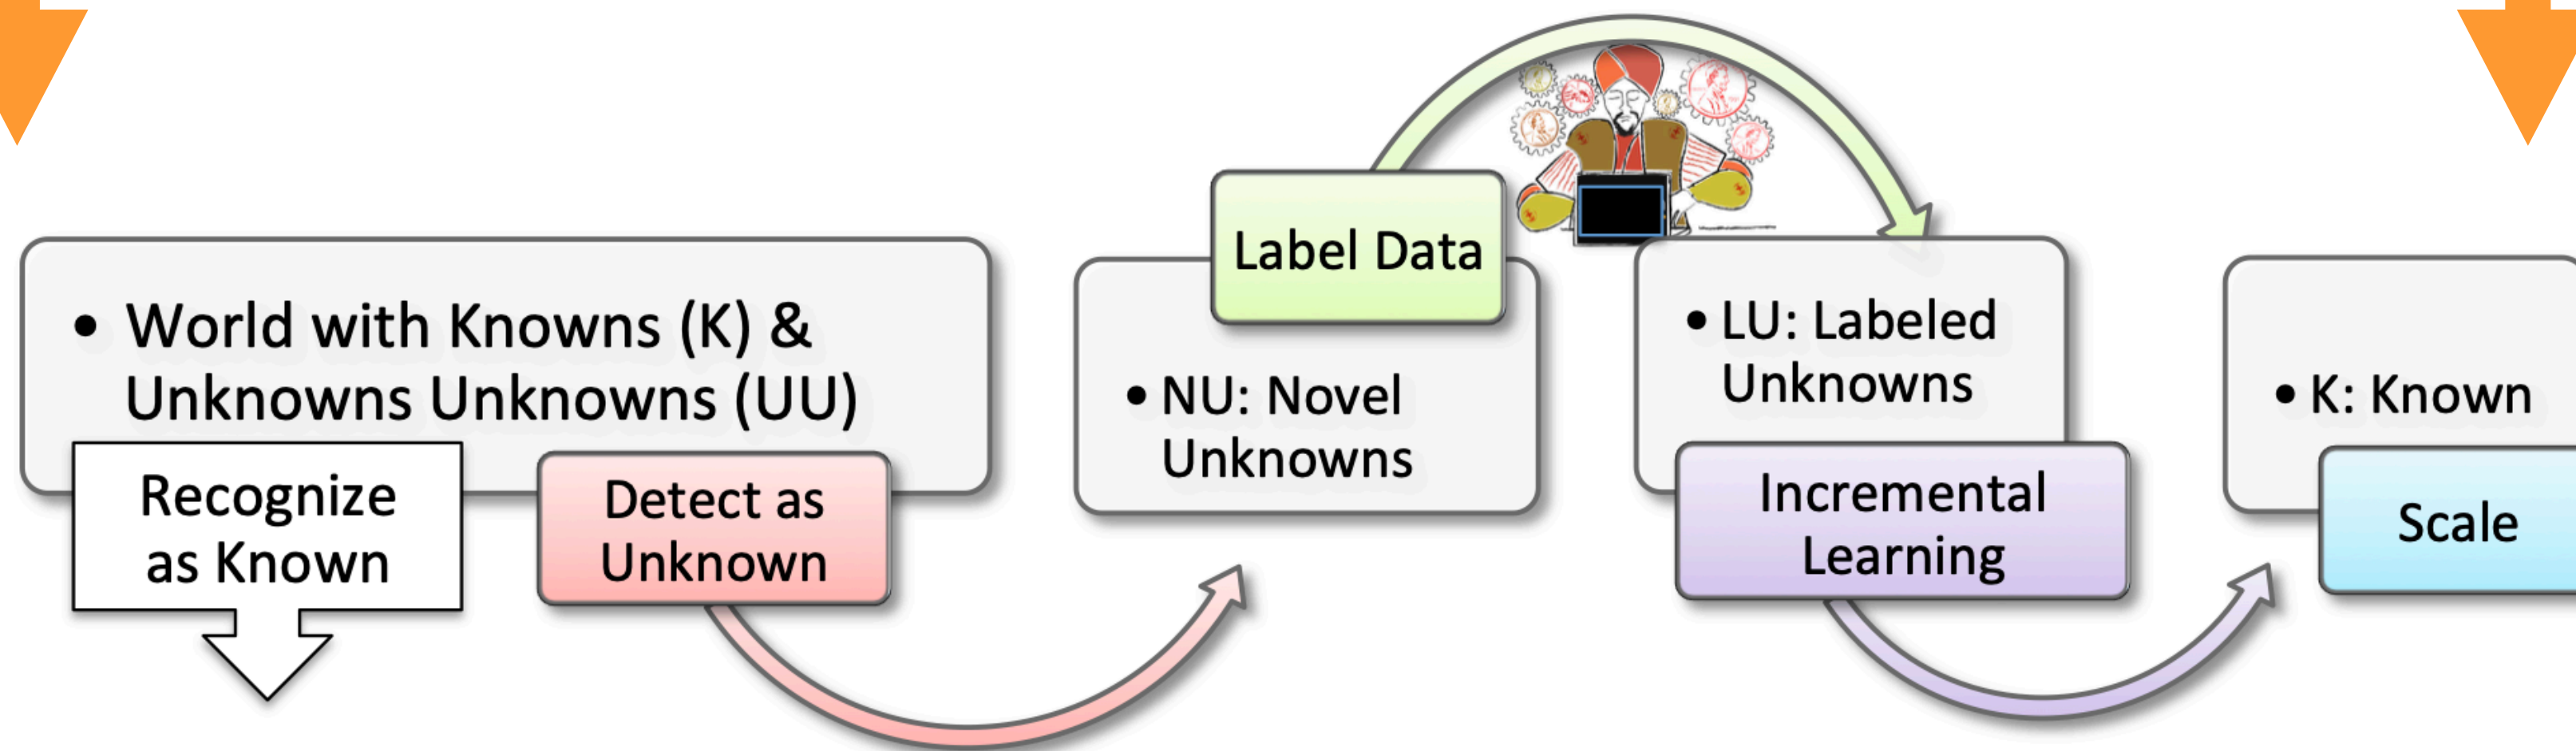 • World with Knowns (K) &
Unknowns Unknowns (UU)
Recognize
as Known
Detect as
Unknown
Label Data
• NU: Novel
Unknowns
• LU: Labeled
Unknowns
Incremental
Learning
• K: Known
Scale